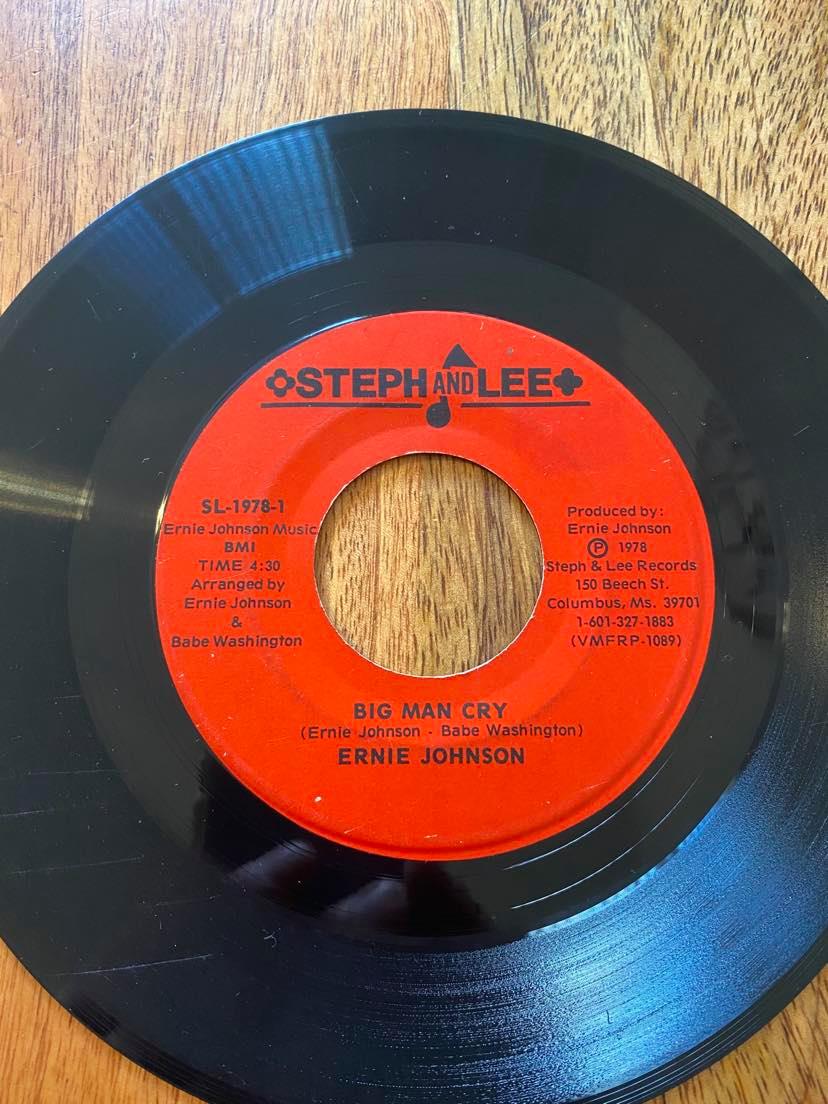 STEPH AND LEE
SL-1978-1
Ernie Johnson Music
BMI
TIME 4:30
Arranged by
Ernie Johnson
&
Babe Washington
Produced by:
Ernie Johnson
Ⓟ 1978
Steph & Lee Records
150 Beech St.
Columbus, Ms. 39701
1-601-327-1883
(VMFRP-1089)
BIG MAN CRY
(Ernie Johnson - Babe Washington)
ERNIE JOHNSON